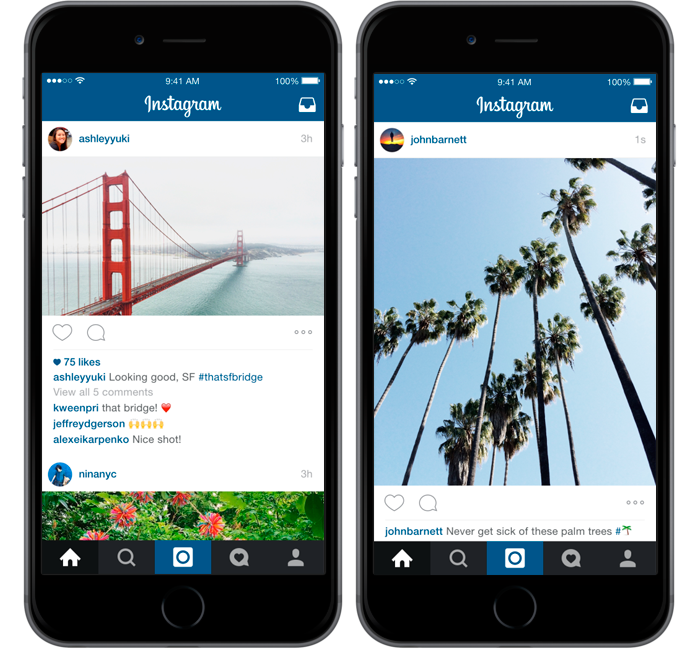 9:41 AM 100%
Instagram
ashleyyuki 3h
75 likes
ashleyyuki Looking good, SF #thatsfbridge
View all 5 comments
kweenpri that bridge! ❤️
jeffreydgerson 🙌🙌🙌
alexeikarpenko Nice shot!
ninanyc 3h
9:41 AM 100%
Instagram
johnbarnett 1s
johnbarnett Never get sick of these palm trees #🌴